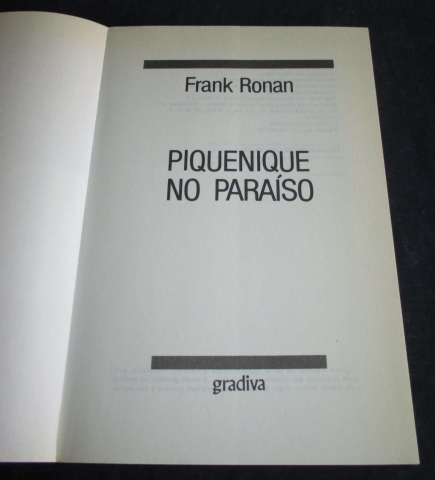 Frank Ronan
PIQUENIQUE
NO PARAÍSO
gradiva